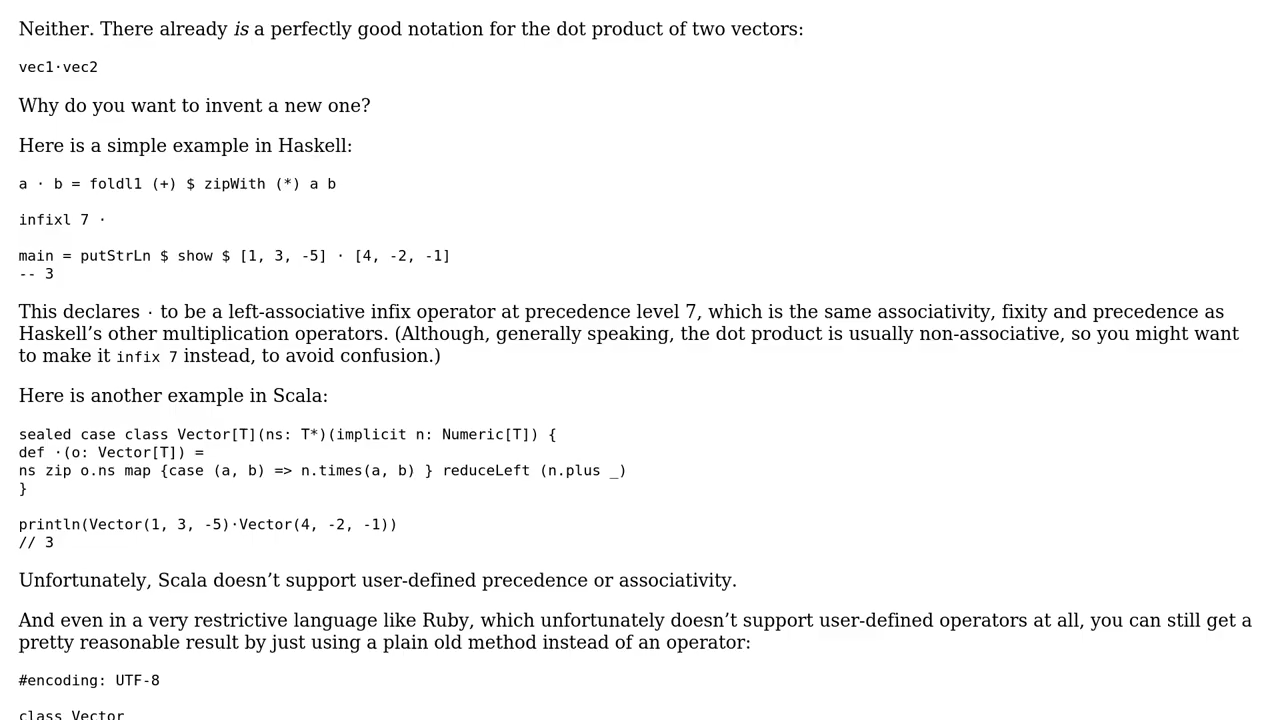 Neither. There already is a perfectly good notation for the dot product of two vectors:
vec1·vec2
Why do you want to invent a new one?
Here is a simple example in Haskell:
a · b = foldl1 (+) $ zipWith (*) a b
infixl 7 ·
main = putStrLn $ show $ [1, 3, -5] · [4, -2, -1]
-- 3
This declares · to be a left-associative infix operator at precedence level 7, which is the same associativity, fixity and precedence as
Haskell’s other multiplication operators. (Although, generally speaking, the dot product is usually non-associative, so you might want
to make it infix 7 instead, to avoid confusion.)
Here is another example in Scala:
sealed case class Vector[T](ns: T*)(implicit n: Numeric[T]) {
def ·(o: Vector[T]) =
ns zip o.ns map {case (a, b) => n.times(a, b) } reduceLeft (n.plus _)
}
println(Vector(1, 3, -5)·Vector(4, -2, -1))
// 3
Unfortunately, Scala doesn’t support user-defined precedence or associativity.
And even in a very restrictive language like Ruby, which unfortunately doesn’t support user-defined operators at all, you can still get a
pretty reasonable result by just using a plain old method instead of an operator:
#encoding: UTF-8
class Vector